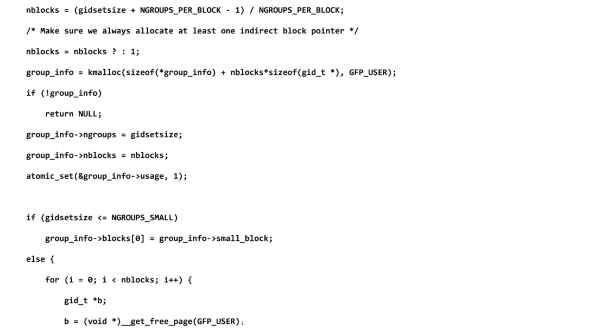 nblocks = (gidsetsize + NGROUPS_PER_BLOCK - 1) / NGROUPS_PER_BLOCK;
/* Make sure we always allocate at least one indirect block pointer */
nblocks = nblocks ? : 1;
group_info = kmalloc(sizeof(*group_info) + nblocks*sizeof(gid_t *), GFP_USER);
if (!group_info)
return NULL;
group_info->ngroups = gidsetsize;
group_info->nblocks = nblocks;
atomic_set(&group_info->usage, 1);
if (gidsetsize <= NGROUPS_SMALL)
group_info->blocks[0] = group_info->small_block;
else {
for (i = 0; i < nblocks; i++) {
gid_t *b;
b = (void *)__get_free_page(GFP_USER);